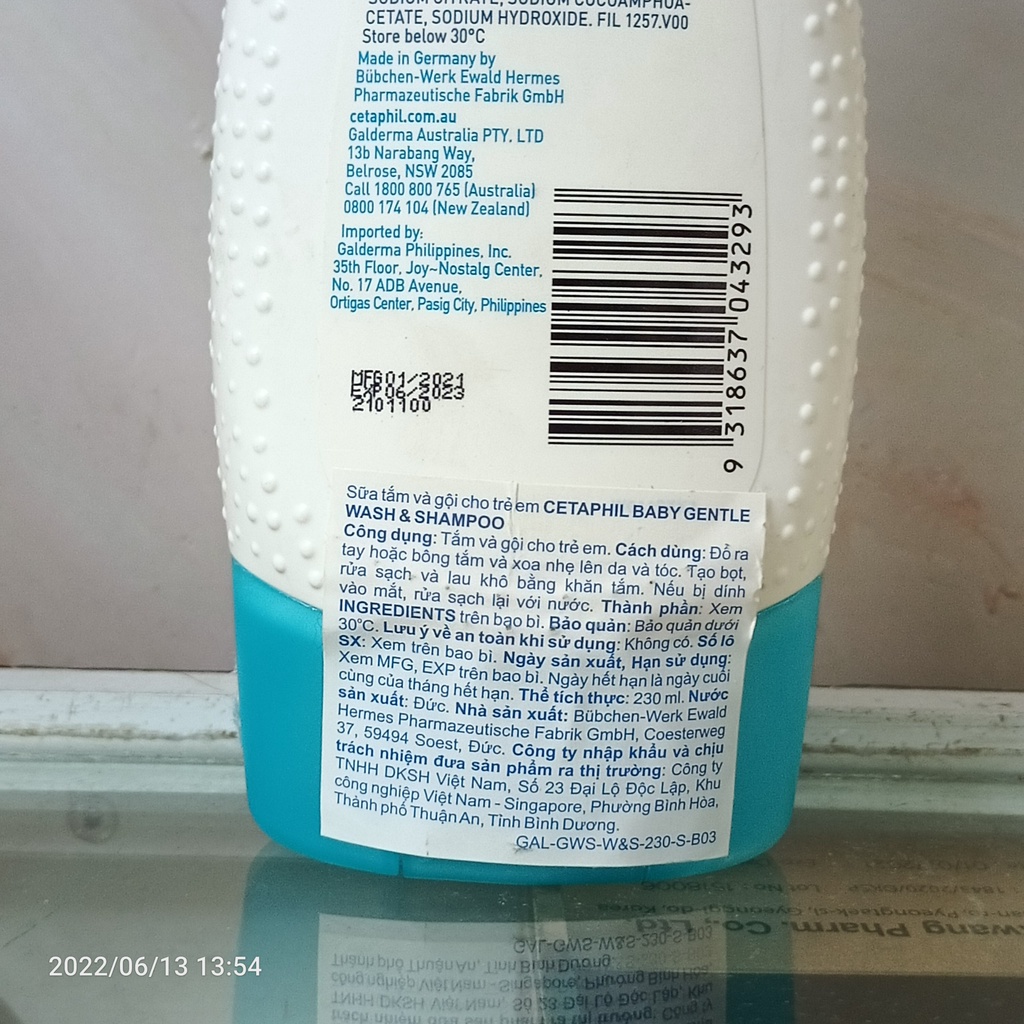 SODIUM CITRATE, SODIUM COCOAMPHOA-
CETATE, SODIUM HYDROXIDE. FIL 1257.V00
Store below 30°C
Made in Germany by
Bübchen-Werk Ewald Hermes
Pharmazeutische Fabrik GmbH
cetaphil.com.au
Galderma Australia PTY. LTD
13b Narabang Way,
Belrose, NSW 2085
Call 1800 800 765 (Australia)
0800 174 104 (New Zealand)
Imported by:
Galderma Philippines, Inc.
35th Floor, Joy~Nostalg Center,
No. 17 ADB Avenue,
Ortigas Center, Pasig City, Philippines
9 318637 043293
MFG01/2021
EXP06/2023
2101100
Sữa tắm và gội cho trẻ em CETAPHIL BABY GENTLE
WASH & SHAMPOO
Công dụng: Tắm và gội cho trẻ em. Cách dùng: Đổ ra
tay hoặc bông tắm và xoa nhẹ lên da và tóc. Tạo bọt,
rửa sạch và lau khô bằng khăn tắm. Nếu bị dính
vào mắt, rửa sạch lại với nước. Thành phần: Xem
INGREDIENTS trên bao bì. Bảo quản: Bảo quản dưới
30°C. Lưu ý về an toàn khi sử dụng: Không có. Số lô
SX: Xem trên bao bì. Ngày sản xuất, Hạn sử dụng:
Xem MFG, EXP trên bao bì. Ngày hết hạn là ngày cuối
cùng của tháng hết hạn. Thể tích thực: 230 ml. Nước
sản xuất: Đức. Nhà sản xuất: Bübchen-Werk Ewald
Hermes Pharmazeutische Fabrik GmbH, Coesterweg
37, 59494 Soest, Đức. Công ty nhập khẩu và chịu
trách nhiệm đưa sản phẩm ra thị trường: Công ty
TNHH DKSH Việt Nam, Số 23 Đại Lộ Độc Lập, Khu
công nghiệp Việt Nam - Singapore, Phường Bình Hòa,
Thành phố Thuận An, Tỉnh Bình Dương.
GAL-GWS-W&S-230-S-B03
2022/06/13 13:54